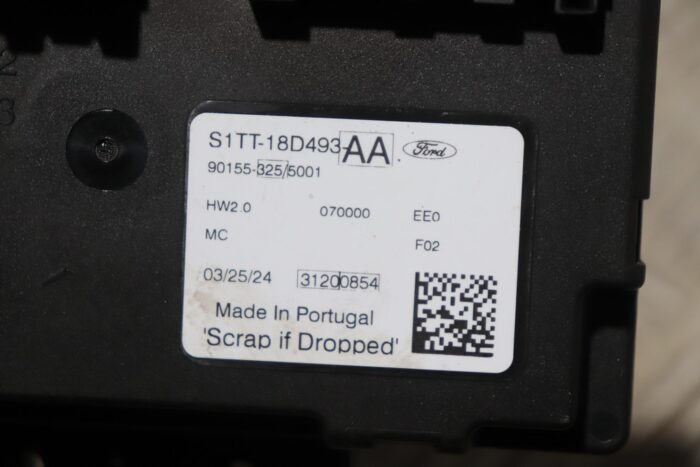 S1TT-18D493-AA Ford
90155-325/5001
HW2.0 070000 EE0
MC F02
03/25/24 31200854
Made In Portugal
'Scrap if Dropped'